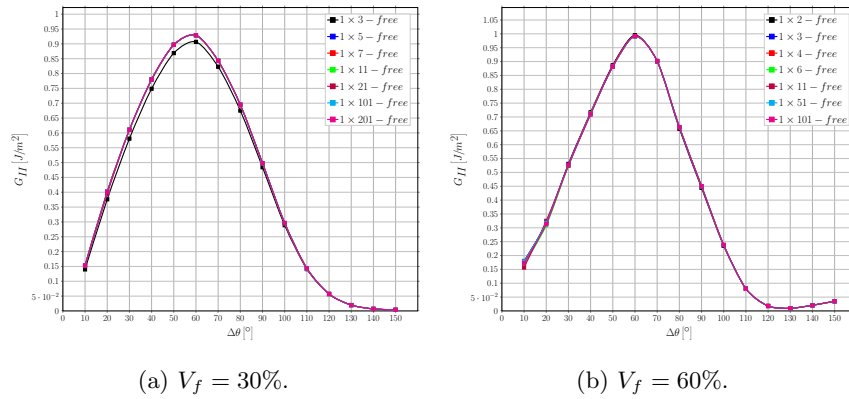 1
0.95
0.9
0.85
0.8
0.75
0.7
0.65
0.6
0.55
0.5
0.45
0.4
0.35
0.3
0.25
0.2
0.15
0.1
5 · 10⁻²
0
G_{II} [J/m²]
0 10 20 30 40 50 60 70 80 90 100 110 120 130 140 150
Δθ [°]
1 × 3 − free
1 × 5 − free
1 × 7 − free
1 × 11 − free
1 × 21 − free
1 × 101 − free
1 × 201 − free
(a) V_f = 30%.
1.05
1
0.95
0.9
0.85
0.8
0.75
0.7
0.65
0.6
0.55
0.5
0.45
0.4
0.35
0.3
0.25
0.2
0.15
0.1
5 · 10⁻²
0
G_{II} [J/m²]
0 10 20 30 40 50 60 70 80 90 100 110 120 130 140 150
Δθ [°]
1 × 2 − free
1 × 3 − free
1 × 4 − free
1 × 6 − free
1 × 11 − free
1 × 51 − free
1 × 101 − free
(b) V_f = 60%.